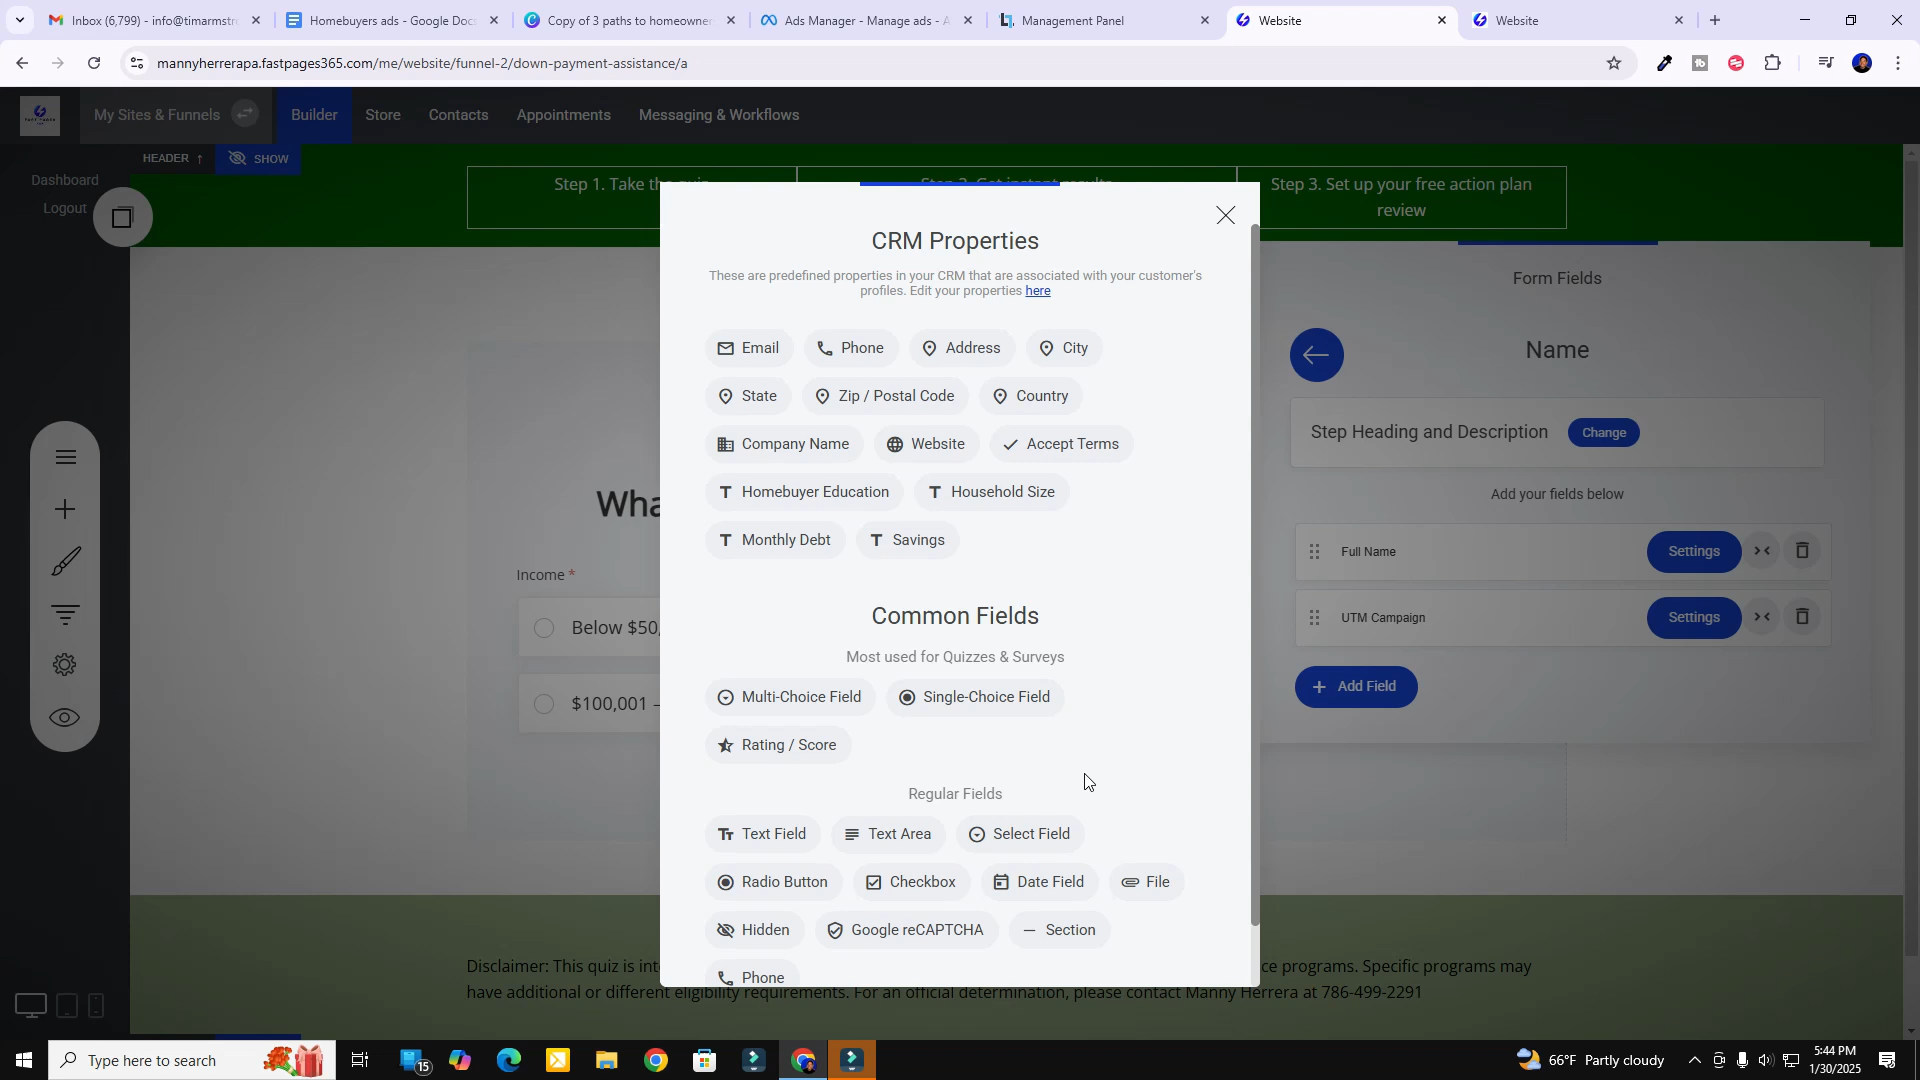 Inbox (6,799) - info@timarmstr
Homebuyers ads - Google Docs
Copy of 3 paths to homeowner
Ads Manager - Manage ads - A
Management Panel
Website
Website
mannyherrerapa.fastpages365.com/me/website/funnel-2/down-payment-assistance/a
My Sites & Funnels
Builder
Store
Contacts
Appointments
Messaging & Workflows
HEADER ↑
SHOW
Dashboard
Logout
Step 1. Take the quiz
Step 2. Get instant results
Step 3. Set up your free action plan
review
CRM Properties
These are predefined properties in your CRM that are associated with your customer's
profiles. Edit your properties here
Email
Phone
Address
City
State
Zip / Postal Code
Country
Company Name
Website
Accept Terms
Homebuyer Education
Household Size
Monthly Debt
Savings
Common Fields
Most used for Quizzes & Surveys
Multi-Choice Field
Single-Choice Field
Rating / Score
Regular Fields
Text Field
Text Area
Select Field
Radio Button
Checkbox
Date Field
File
Hidden
Google reCAPTCHA
Section
Phone
Form Fields
Name
Step Heading and Description
Change
Add your fields below
Full Name
Settings
UTM Campaign
Settings
+ Add Field
Wha
Income *
Below $50,
$100,001 –
Disclaimer: This quiz is int
ce programs. Specific programs may
have additional or different eligibility requirements. For an official determination, please contact Manny Herrera at 786-499-2291
Type here to search
15
66°F Partly cloudy
5:44 PM
1/30/2025